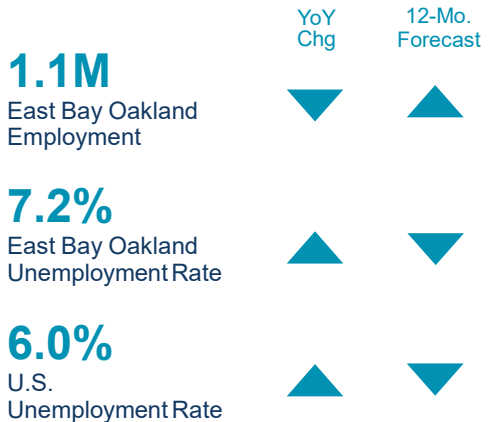 YoY
Chg
12-Mo.
Forecast
1.1M
East Bay Oakland
Employment
7.2%
East Bay Oakland
Unemployment Rate
6.0%
U.S.
Unemployment Rate